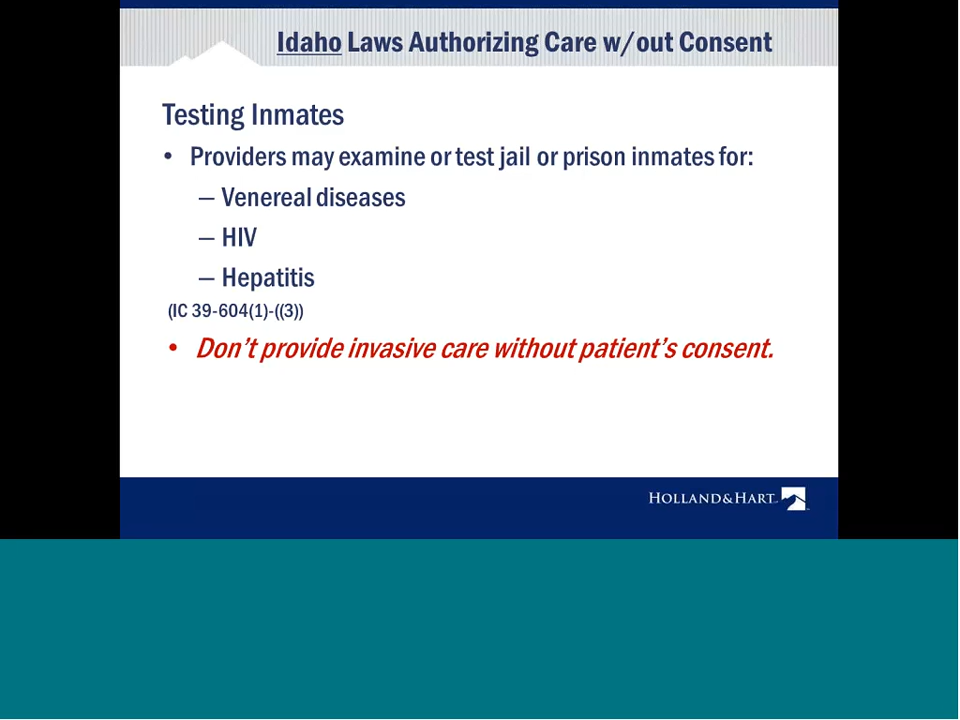 Idaho Laws Authorizing Care w/out Consent
Testing Inmates
• Providers may examine or test jail or prison inmates for:
– Venereal diseases
– HIV
– Hepatitis
(IC 39-604(1)-((3))
• Don't provide invasive care without patient's consent.
HOLLAND&HART